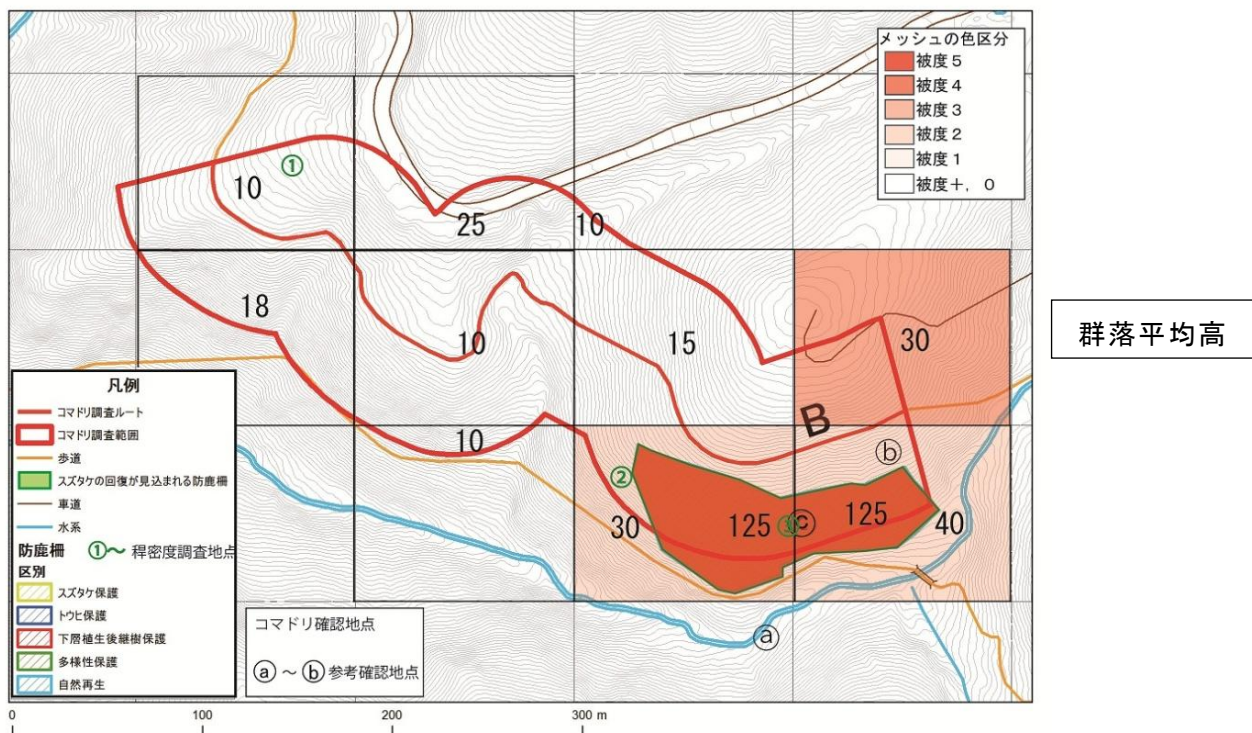 メッシュの色区分
被度5
被度4
被度3
被度2
被度1
被度+, 0
①
10
25
10
18
10
15
30
群落平均高
B
10
ⓑ
②
30
125
③
ⓒ
125
40
ⓐ
凡例
コマドリ調査ルート
コマドリ調査範囲
歩道
スズタケの回復が見込まれる防鹿柵
車道
水系
防鹿柵 ①~ 稈密度調査地点
区別
スズタケ保護
トウヒ保護
下層植生後継樹保護
多様性保護
自然再生
コマドリ確認地点
ⓐ ~ ⓑ 参考確認地点
0 100 200 300 m